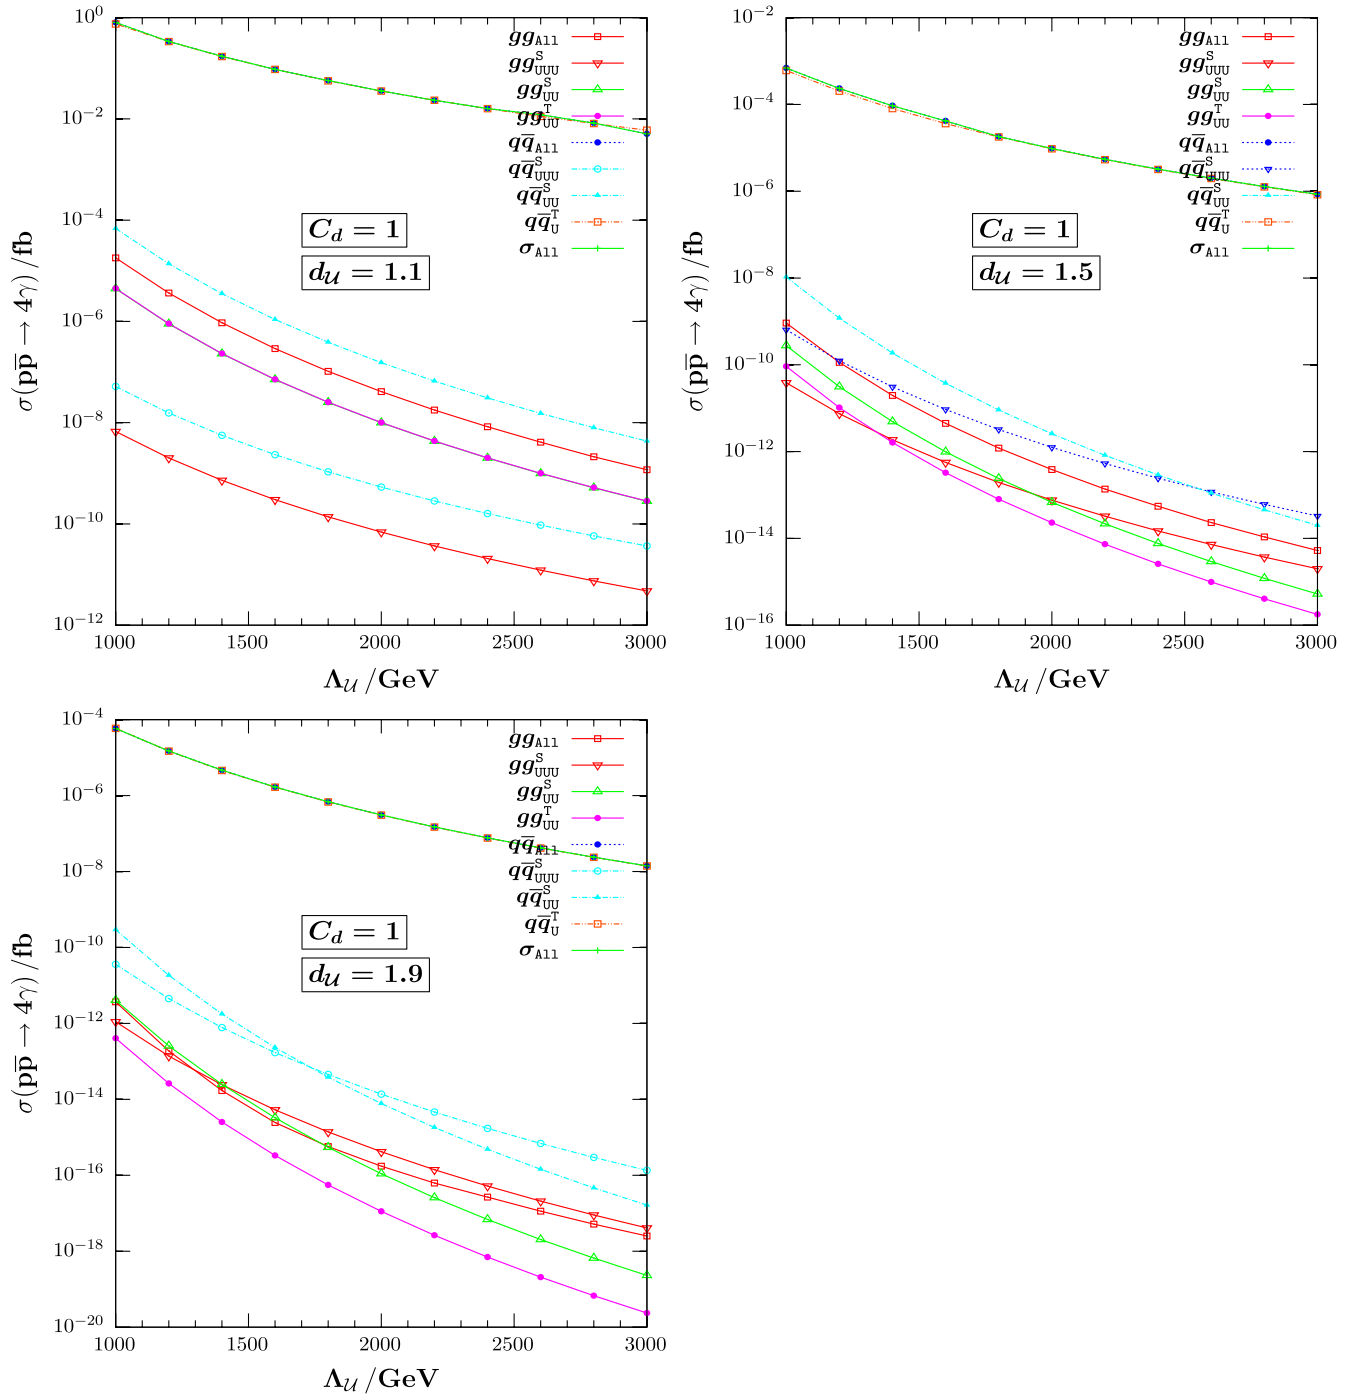 10^0
10^−2
10^−4
10^−6
10^−8
10^−10
10^−12
1000 1500 2000 2500 3000
σ(pp̅ → 4γ) /fb
Λ_𝒰 /GeV
gg_All
gg^S_UUU
gg^S_UU
gg^T_UU
qq̅_All
qq̅^S_UUU
qq̅^S_UU
qq̅^T_U
σ_All
C_d = 1
d_𝒰 = 1.1
10^−2
10^−4
10^−6
10^−8
10^−10
10^−12
10^−14
10^−16
1000 1500 2000 2500 3000
σ(pp̅ → 4γ) /fb
Λ_𝒰 /GeV
gg_All
gg^S_UUU
gg^S_UU
gg^T_UU
qq̅_All
qq̅^S_UUU
qq̅^S_UU
qq̅^T_U
σ_All
C_d = 1
d_𝒰 = 1.5
10^−4
10^−6
10^−8
10^−10
10^−12
10^−14
10^−16
10^−18
10^−20
1000 1500 2000 2500 3000
σ(pp̅ → 4γ) /fb
Λ_𝒰 /GeV
gg_All
gg^S_UUU
gg^S_UU
gg^T_UU
qq̅_All
qq̅^S_UUU
qq̅^S_UU
qq̅^T_U
σ_All
C_d = 1
d_𝒰 = 1.9